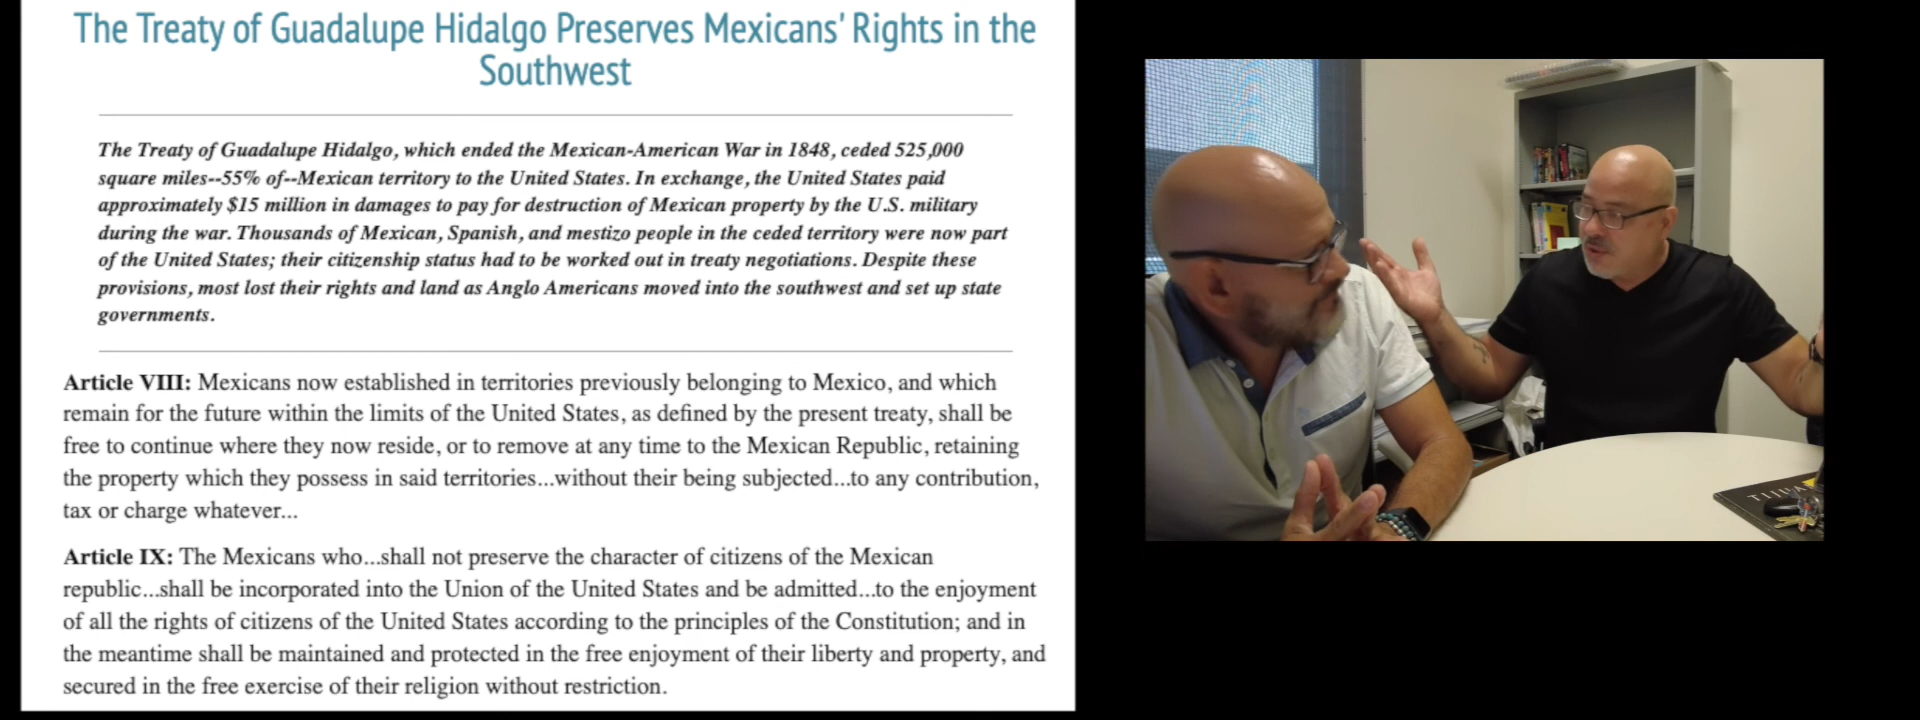 The Treaty of Guadalupe Hidalgo Preserves Mexicans' Rights in the
Southwest
The Treaty of Guadalupe Hidalgo, which ended the Mexican-American War in 1848, ceded 525,000
square miles--55% of--Mexican territory to the United States. In exchange, the United States paid
approximately $15 million in damages to pay for destruction of Mexican property by the U.S. military
during the war. Thousands of Mexican, Spanish, and mestizo people in the ceded territory were now part
of the United States; their citizenship status had to be worked out in treaty negotiations. Despite these
provisions, most lost their rights and land as Anglo Americans moved into the southwest and set up state
governments.
Article VIII: Mexicans now established in territories previously belonging to Mexico, and which
remain for the future within the limits of the United States, as defined by the present treaty, shall be
free to continue where they now reside, or to remove at any time to the Mexican Republic, retaining
the property which they possess in said territories...without their being subjected...to any contribution,
tax or charge whatever...
Article IX: The Mexicans who...shall not preserve the character of citizens of the Mexican
republic...shall be incorporated into the Union of the United States and be admitted...to the enjoyment
of all the rights of citizens of the United States according to the principles of the Constitution; and in
the meantime shall be maintained and protected in the free enjoyment of their liberty and property, and
secured in the free exercise of their religion without restriction.